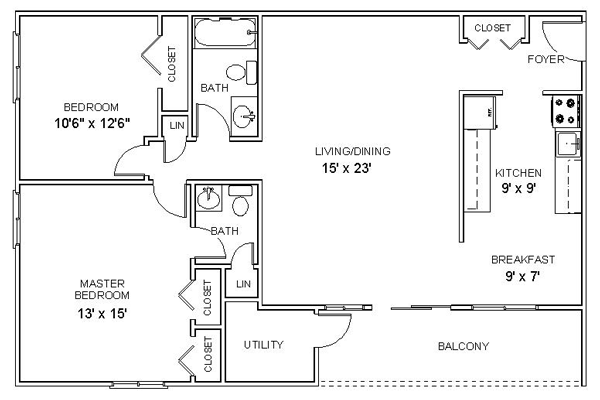 CLOSET
CLOSET
FOYER
BATH
BEDROOM
10'6" x 12'6"
LIN
LIVING/DINING
15' x 23'
KITCHEN
9' x 9'
BATH
BREAKFAST
9' x 7'
MASTER
BEDROOM
13' x 15'
LIN
CLOSET
CLOSET
UTILITY
BALCONY